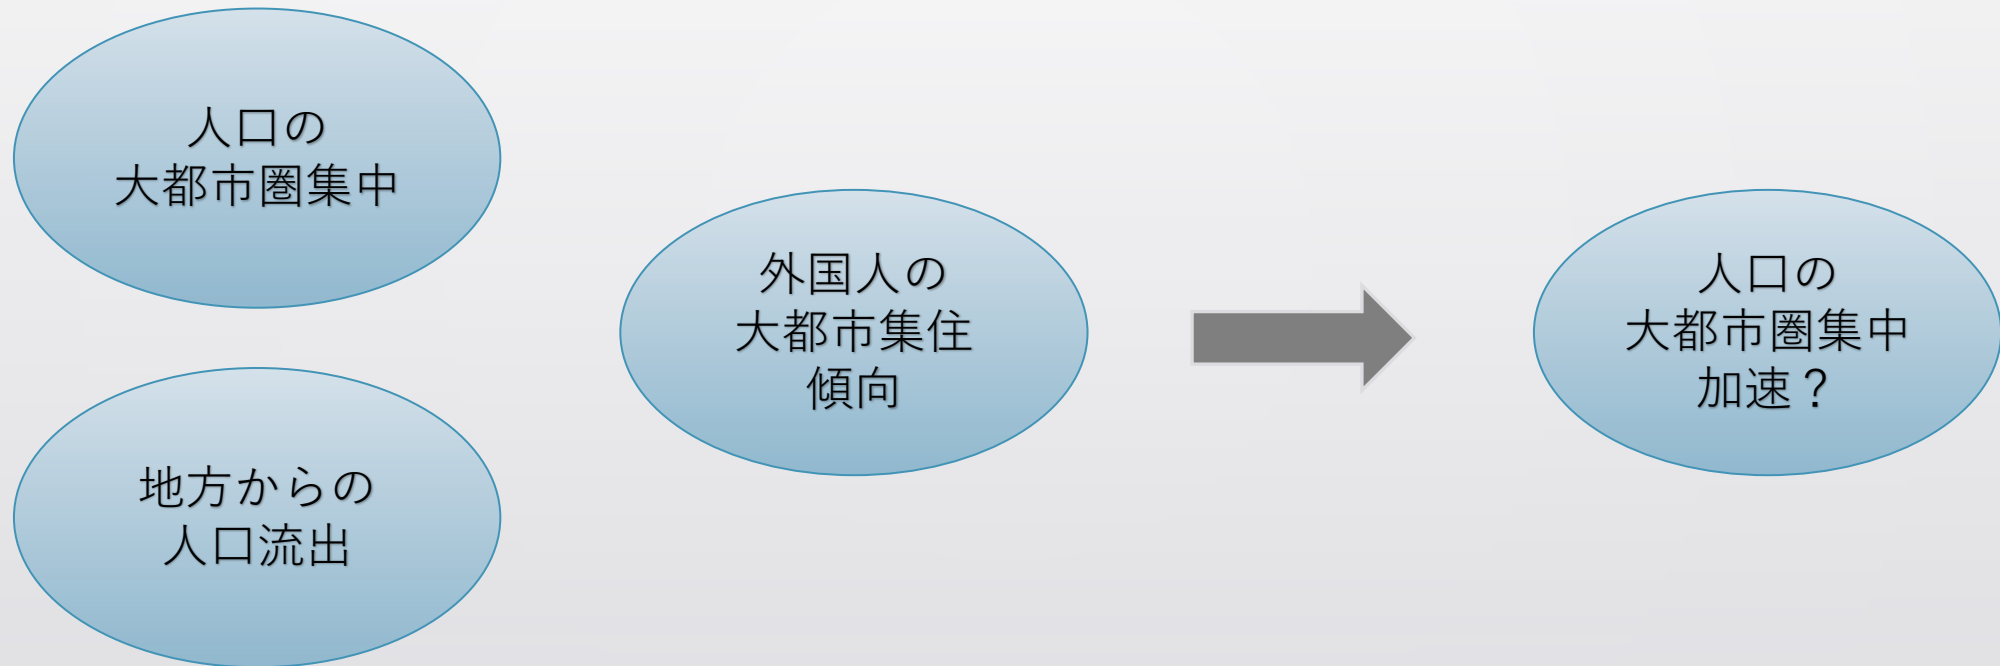 人口の
大都市圏集中
地方からの
人口流出
外国人の
大都市集住
傾向
人口の
大都市圏集中
加速？